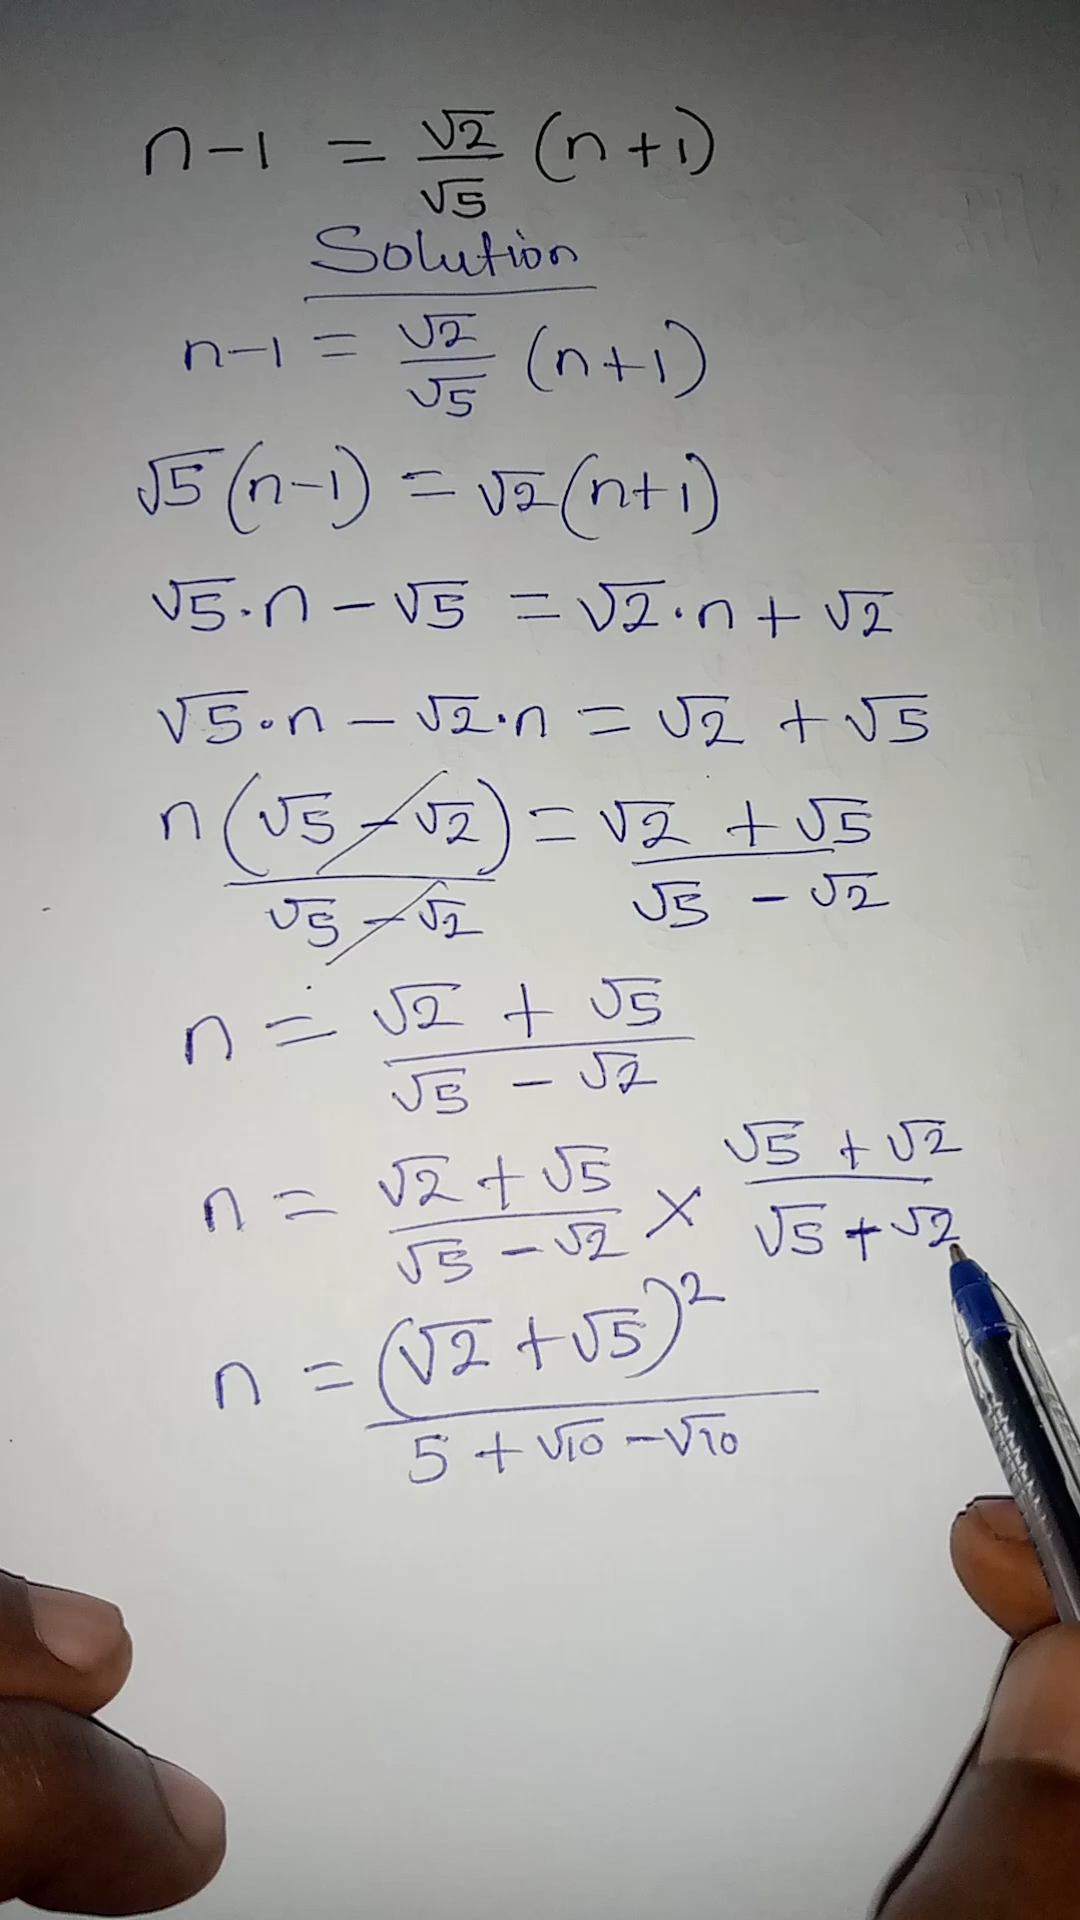 n-1 = √2/√5 (n+1)
Solution
n-1 = √2/√5 (n+1)
√5(n-1) = √2(n+1)
√5·n - √5 = √2·n + √2
√5·n - √2·n = √2 + √5
n(√5-√2)/√5-√2 = √2 + √5/√5 - √2
n = √2 + √5/√5 - √2
n = √2+√5/√5-√2 × √5+√2/√5+√2
n = (√2+√5)²/5+√10-√10